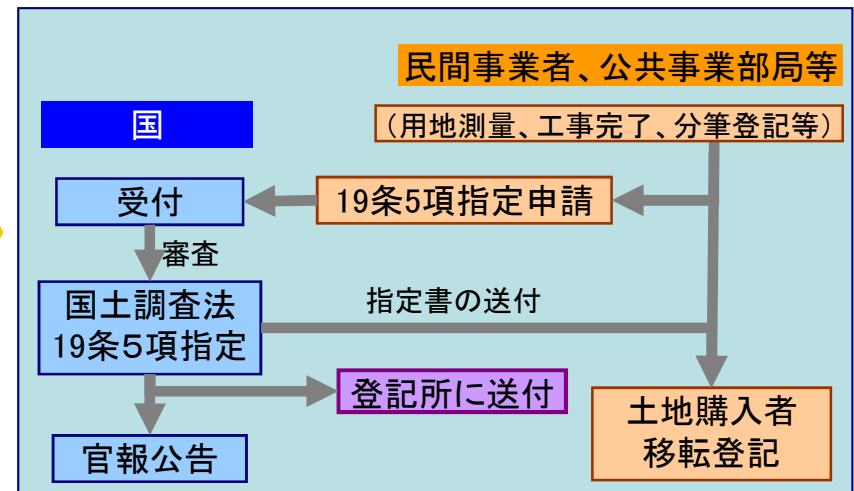 民間事業者、公共事業部局等
国
（用地測量、工事完了、分筆登記等）
受付
19条5項指定申請
審査
国土調査法
19条５項指定
指定書の送付
登記所に送付
土地購入者
移転登記
官報公告